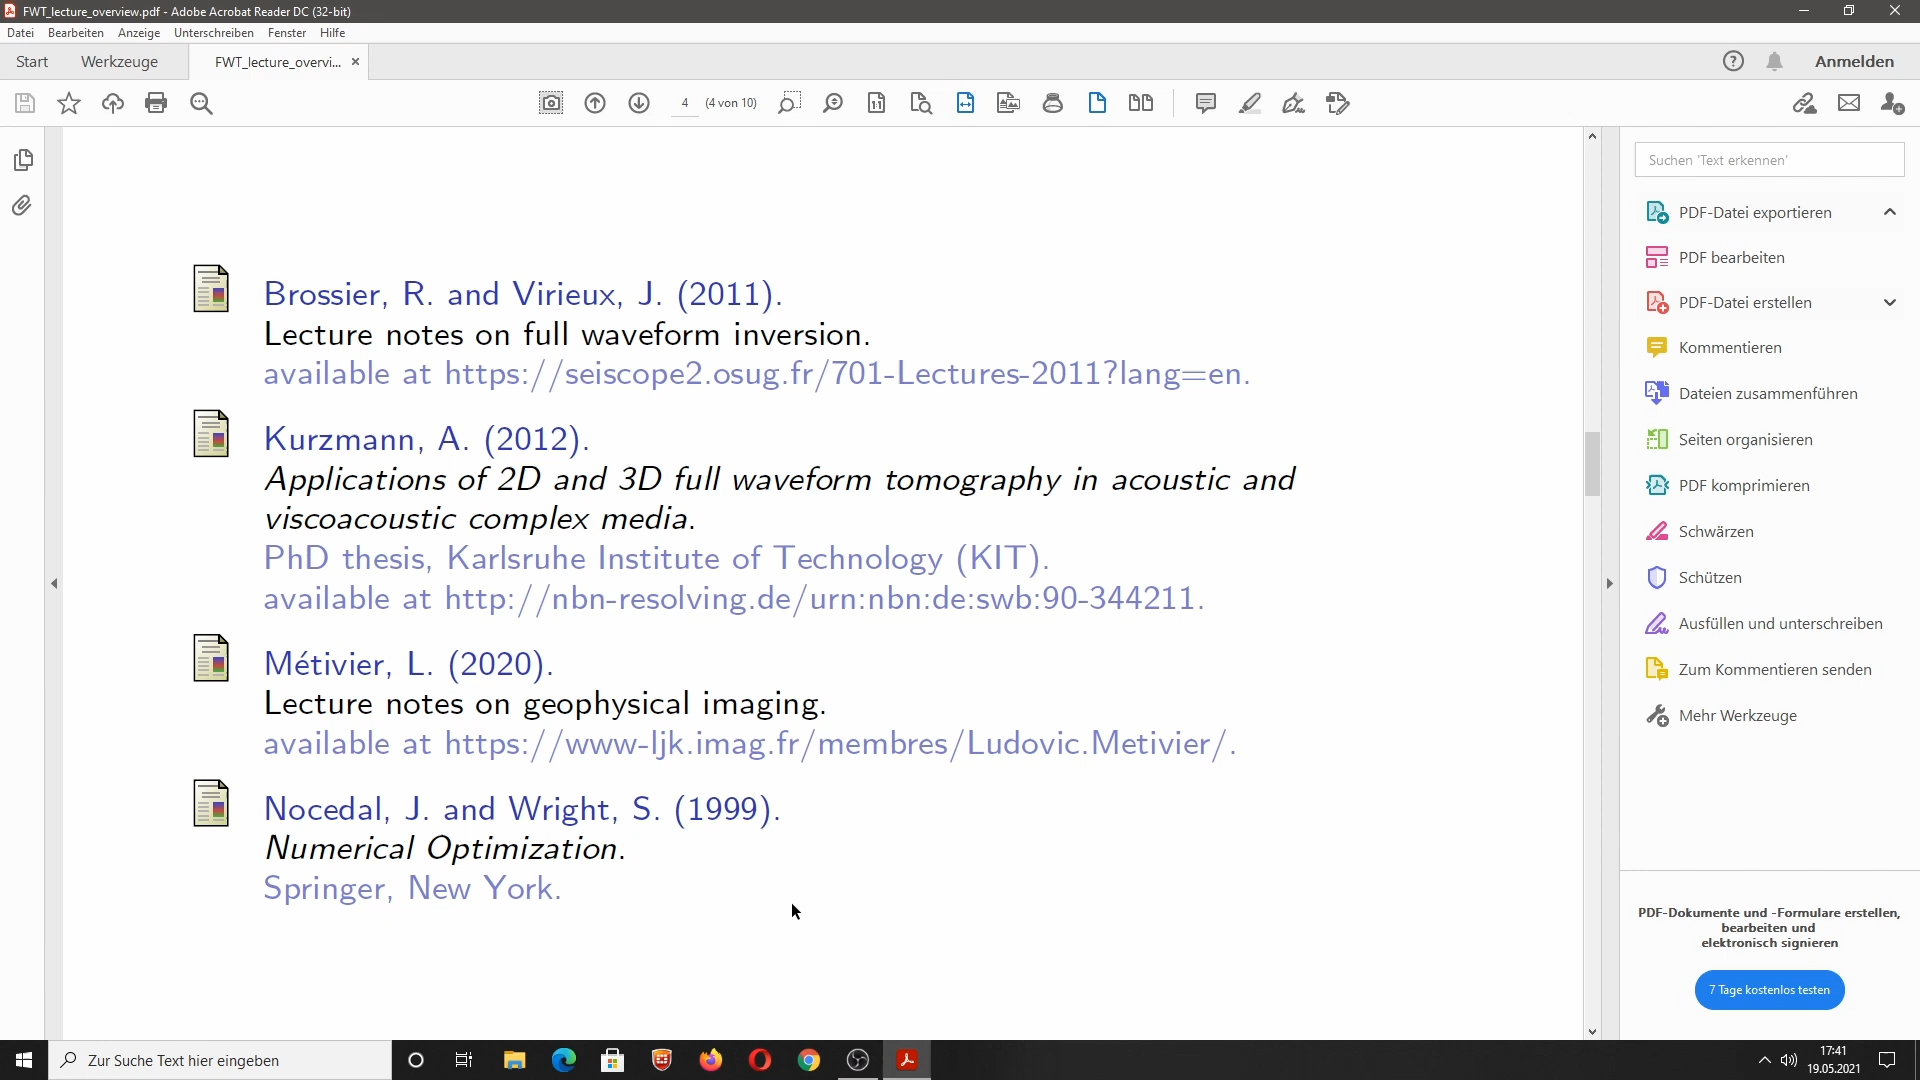 FWT_lecture_overview.pdf - Adobe Acrobat Reader DC (32-bit)
Datei Bearbeiten Anzeige Unterschreiben Fenster Hilfe
Start Werkzeuge FWT_lecture_overvi... × Anmelden
4 (4 von 10)
Suchen 'Text erkennen'
PDF-Datei exportieren
PDF bearbeiten
PDF-Datei erstellen
Kommentieren
Dateien zusammenführen
Seiten organisieren
PDF komprimieren
Schwärzen
Schützen
Ausfüllen und unterschreiben
Zum Kommentieren senden
Mehr Werkzeuge
Brossier, R. and Virieux, J. (2011).
Lecture notes on full waveform inversion.
available at https://seiscope2.osug.fr/701-Lectures-2011?lang=en.
Kurzmann, A. (2012).
Applications of 2D and 3D full waveform tomography in acoustic and
viscoacoustic complex media.
PhD thesis, Karlsruhe Institute of Technology (KIT).
available at http://nbn-resolving.de/urn:nbn:de:swb:90-344211.
Métivier, L. (2020).
Lecture notes on geophysical imaging.
available at https://www-ljk.imag.fr/membres/Ludovic.Metivier/.
Nocedal, J. and Wright, S. (1999).
Numerical Optimization.
Springer, New York.
PDF-Dokumente und -Formulare erstellen,
bearbeiten und
elektronisch signieren
7 Tage kostenlos testen
Zur Suche Text hier eingeben
17:41
19.05.2021